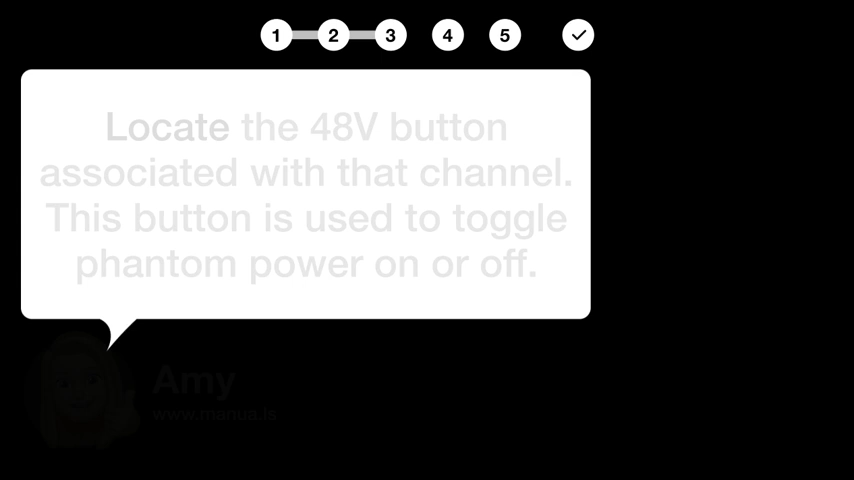 1 2 3 4 5
Locate the 48V button
associated with that channel.
This button is used to toggle
phantom power on or off.
Amy
www.manua.ls